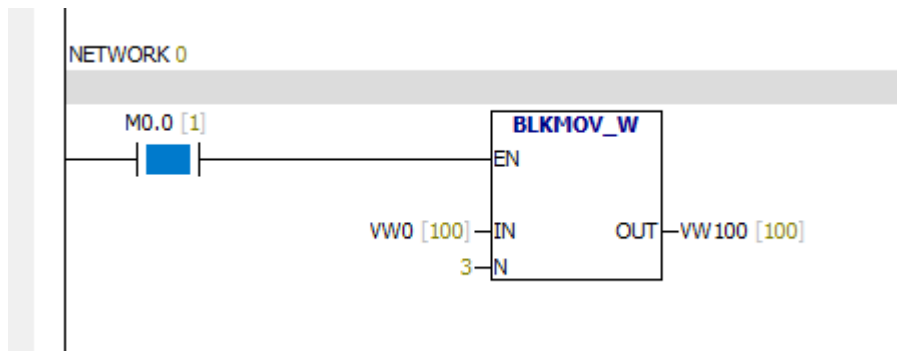 NETWORK 0
M0.0 [1]
BLKMOV_W
EN
VW0 [100] IN OUT VW100 [100]
3 N